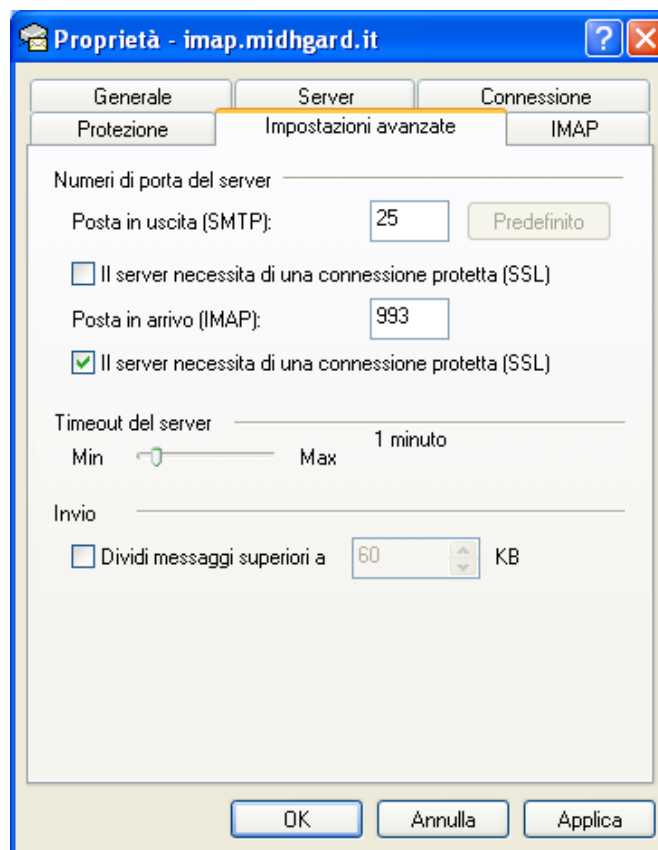 Proprietà - imap.midhgard.it
Generale Server Connessione
Protezione Impostazioni avanzate IMAP
Numeri di porta del server
Posta in uscita (SMTP): 25 Predefinito
Il server necessita di una connessione protetta (SSL)
Posta in arrivo (IMAP): 993
Il server necessita di una connessione protetta (SSL)
Timeout del server
Min Max 1 minuto
Invio
Dividi messaggi superiori a 60 KB
OK Annulla Applica